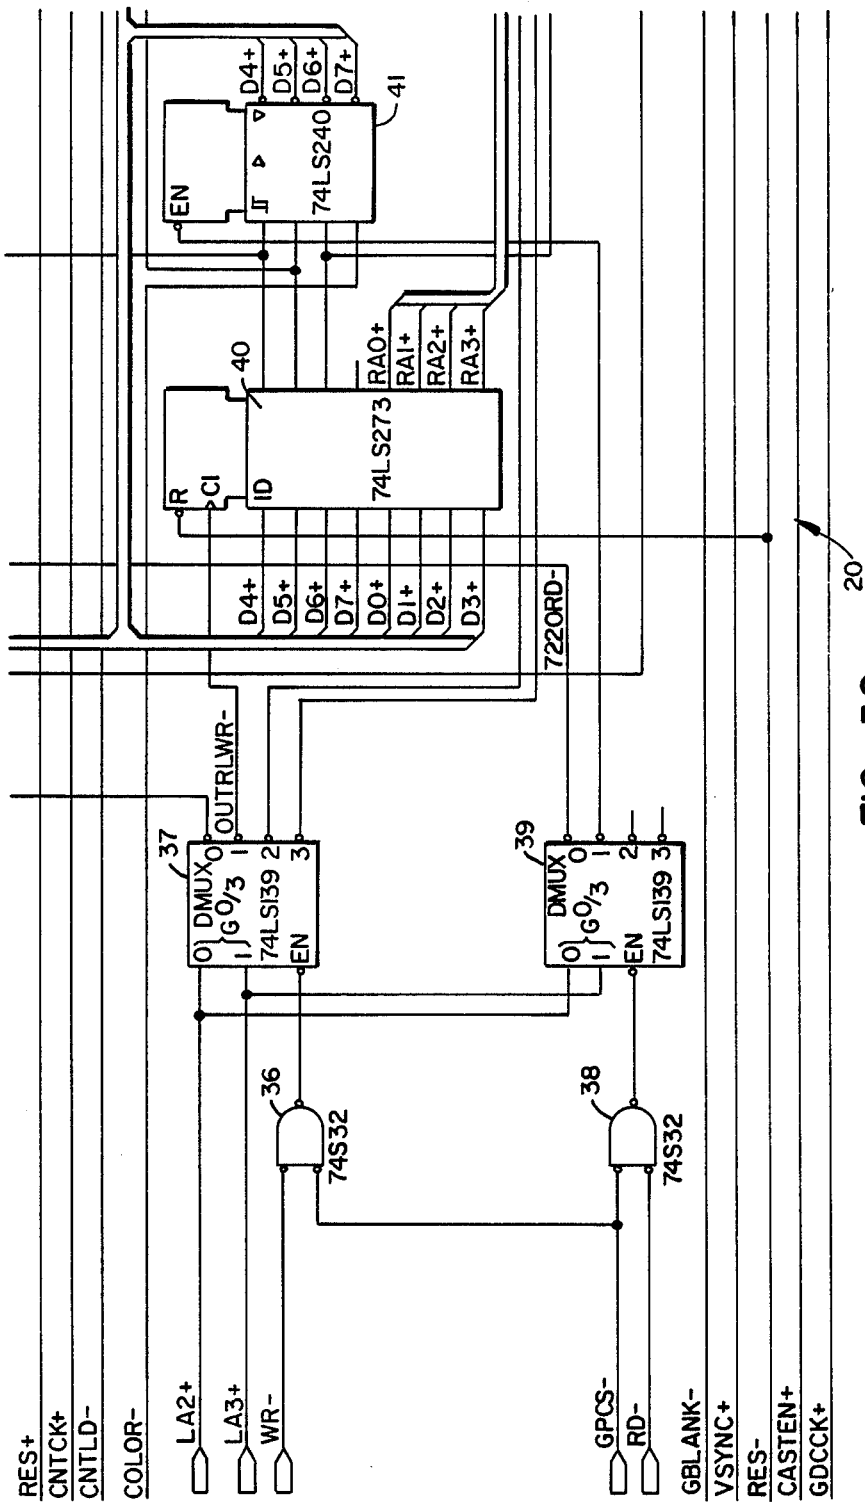 RES+
CNTCK+
CNTLD-
COLOR-
LA2+
LA3+
WR-
GPCS-
RD-
GBLANK-
VSYNC+
RES-
CASTEN+
GDCCK+
36
74S32
38
74S32
37
DMUX
0
1
G0/3
74LS139
EN
0
1
2
3
OUTRLWR-
39
DMUX
0
1
G0/3
74LS139
EN
0
1
2
3
7220RD-
D4+
D5+
D6+
D7+
D0+
D1+
D2+
D3+
R
C1
1D
74LS273
40
RA0+
RA1+
RA2+
RA3+
EN
74LS240
41
D4+
D5+
D6+
D7+
20